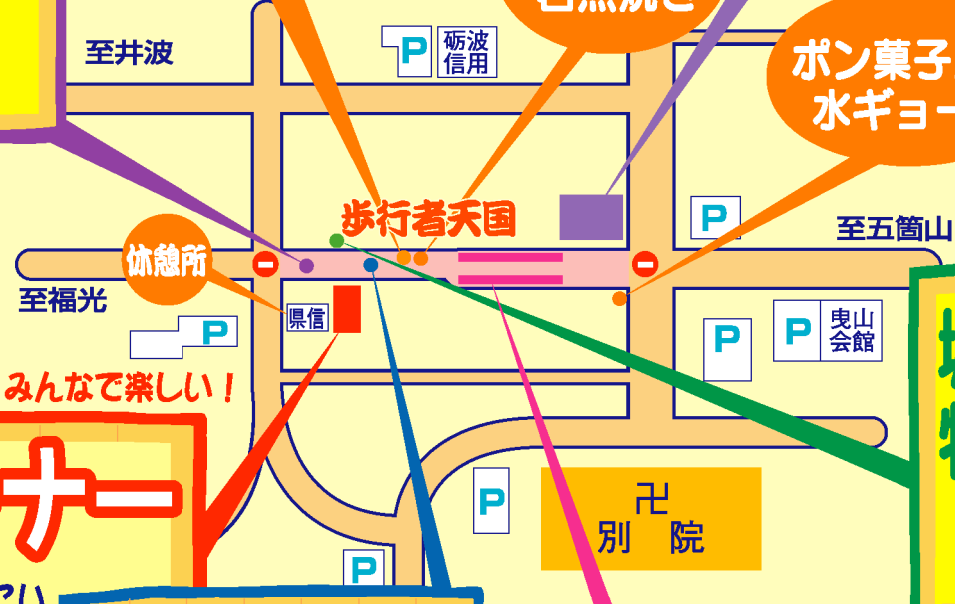 至井波
P
砺波
信用
ポン菓子
水ギョー
P
歩行者天国
至五箇山
休憩所
至福光
県信
P
P
P
曳山
会館
みんなで楽しい！
ナー
P
卍
別　院
P